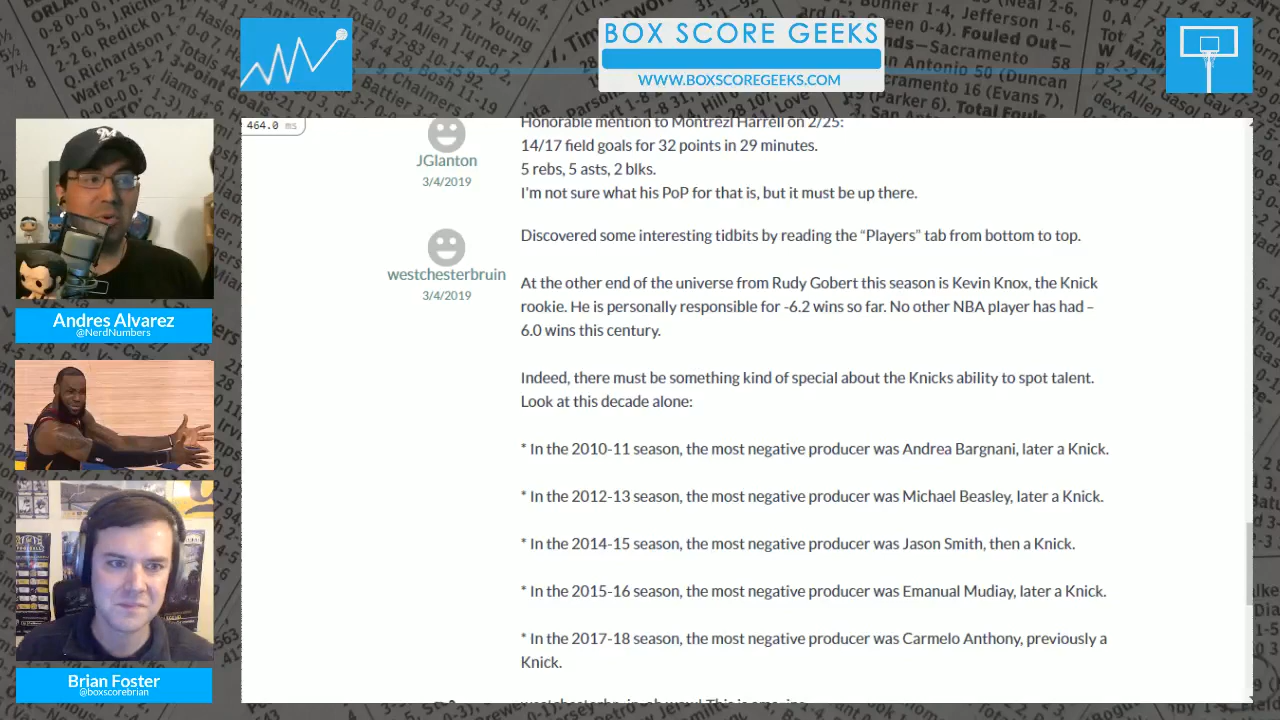 BOX SCORE GEEKS
WWW.BOXSCOREGEEKS.COM
464.0 ms
Honorable mention to Montrezl Harrell on 2/25:
JGlanton
3/4/2019
14/17 field goals for 32 points in 29 minutes.
5 rebs, 5 asts, 2 blks.
I'm not sure what his PoP for that is, but it must be up there.
westchesterbruin
3/4/2019
Discovered some interesting tidbits by reading the “Players” tab from bottom to top.
At the other end of the universe from Rudy Gobert this season is Kevin Knox, the Knick
rookie. He is personally responsible for -6.2 wins so far. No other NBA player has had –
6.0 wins this century.
Indeed, there must be something kind of special about the Knicks ability to spot talent.
Look at this decade alone:
* In the 2010-11 season, the most negative producer was Andrea Bargnani, later a Knick.
* In the 2012-13 season, the most negative producer was Michael Beasley, later a Knick.
* In the 2014-15 season, the most negative producer was Jason Smith, then a Knick.
* In the 2015-16 season, the most negative producer was Emanual Mudiay, later a Knick.
* In the 2017-18 season, the most negative producer was Carmelo Anthony, previously a
Knick.
Andres Alvarez
@NerdNumbers
Brian Foster
@boxscorebrian